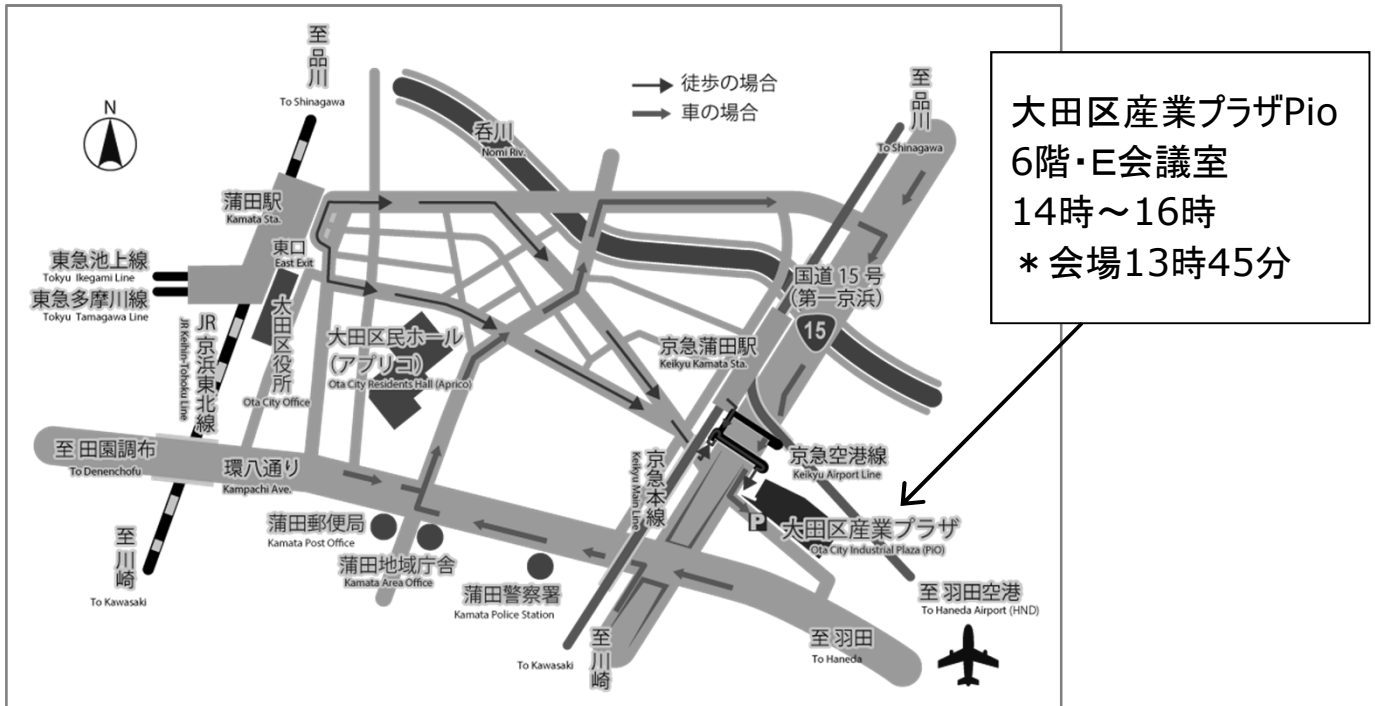 至品川
To Shinagawa
N
徒歩の場合
車の場合
至品川
To Shinagawa
大田区産業プラザPio
6階・E会議室
14時～16時
＊会場13時45分
呑川
Nomi Riv.
蒲田駅
Kamata Sta.
東口
East Exit
東急池上線
Tokyu Ikegami Line
東急多摩川線
Tokyu Tamagawa Line
国道15号
(第一京浜)
15
大田区役所
Ota City Office
大田区民ホール
(アプリコ)
Ota City Residents Hall (Aprico)
京急蒲田駅
Keikyu Kamata Sta.
JR京浜東北線
JR Keihin-Tohoku Line
至 田園調布
To Denenchofu
環八通り
Kampachi Ave.
京急本線
Keikyu Main Line
京急空港線
Keikyu Airport Line
P
大田区産業プラザ
Ota City Industrial Plaza (PiO)
蒲田郵便局
Kamata Post Office
蒲田地域庁舎
Kamata Area Office
蒲田警察署
Kamata Police Station
至川崎
To Kawasaki
至 羽田空港
To Haneda Airport (HND)
至 羽田
To Haneda
至川崎
To Kawasaki